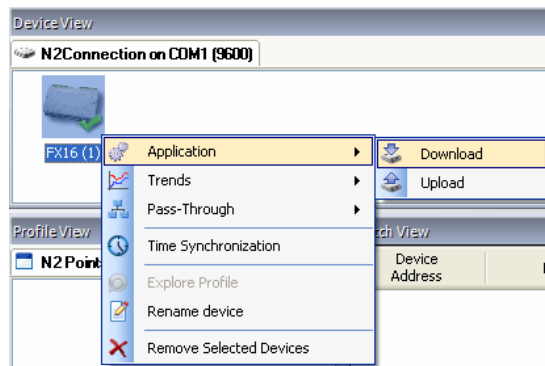 Device View
N2Connection on COM1 (9600)
FX16 (1)
Application
Download
Trends
Upload
Pass-Through
Profile View
ch View
Time Synchronization
N2 Point
Device
Address
Explore Profile
Rename device
Remove Selected Devices